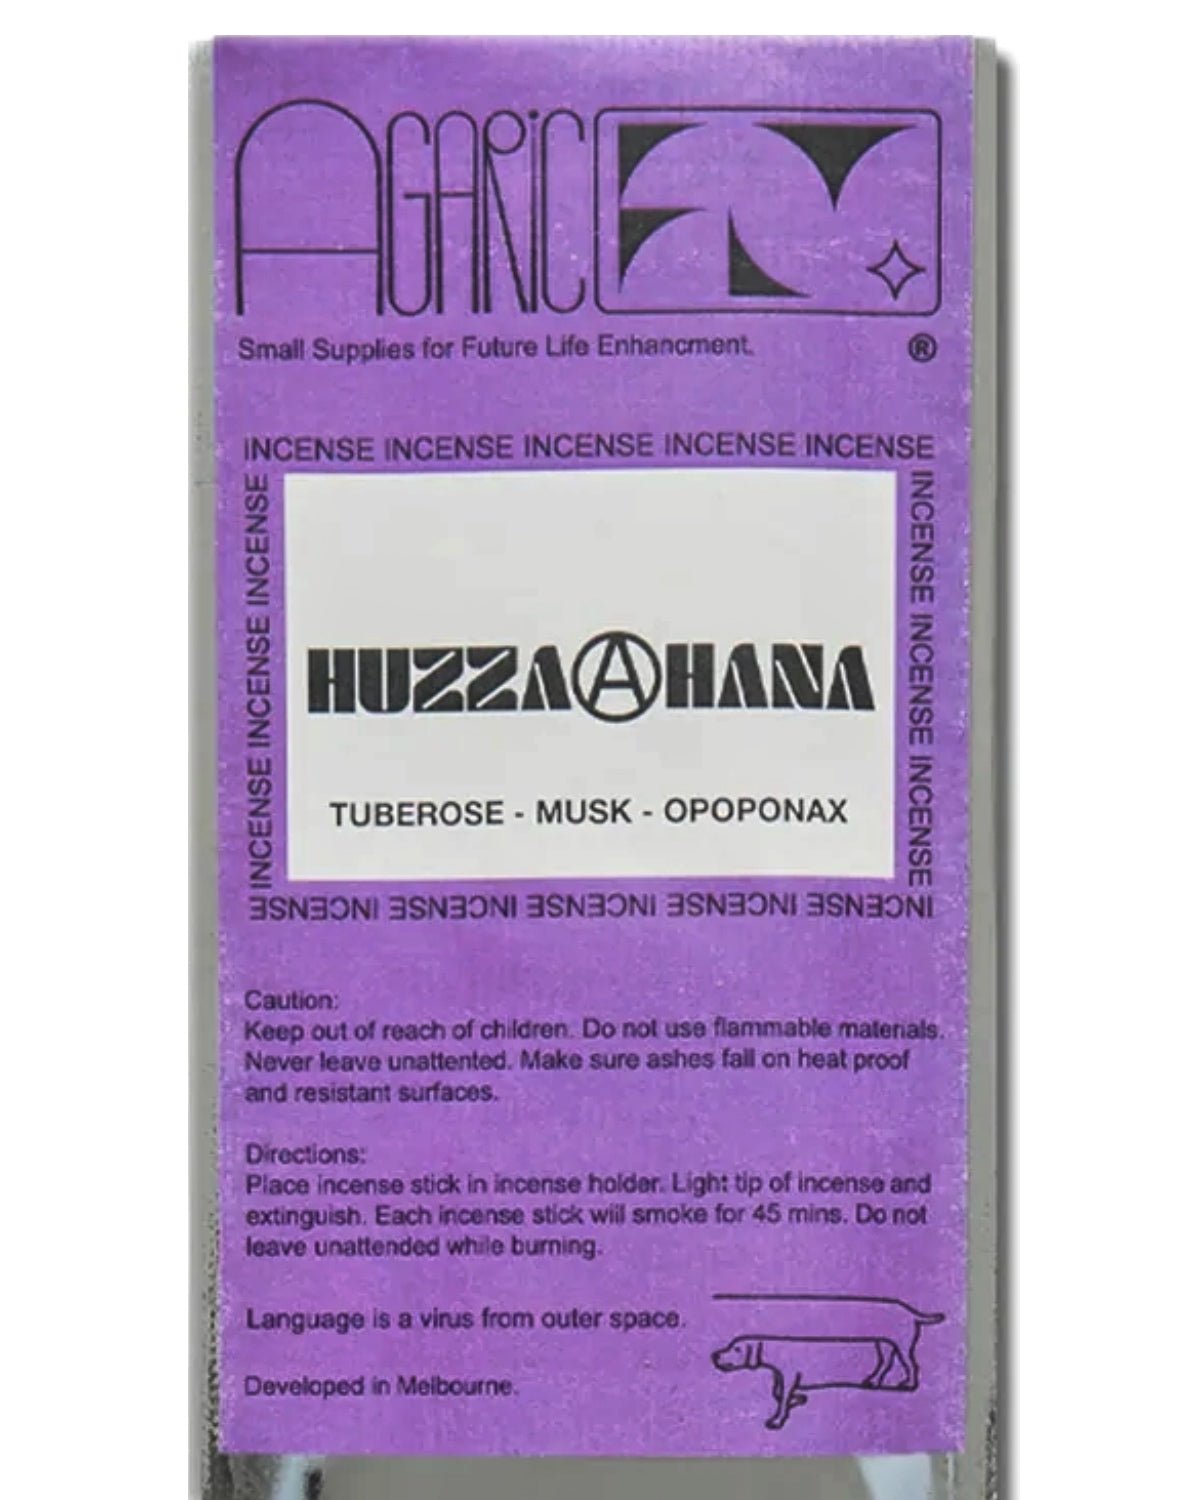 AGARIC
Small Supplies for Future Life Enhancment.
®
INCENSE INCENSE INCENSE INCENSE INCENSE
INCENSE INCENSE INCENSE
INCENSE INCENSE INCENSE
HUZZAⒶHANA
TUBEROSE - MUSK - OPOPONAX
INCENSE INCENSE INCENSE INCENSE INCENSE
Caution:
Keep out of reach of children. Do not use flammable materials.
Never leave unattented. Make sure ashes fall on heat proof
and resistant surfaces.
Directions:
Place incense stick in incense holder. Light tip of incense and
extinguish. Each incense stick will smoke for 45 mins. Do not
leave unattended while burning.
Language is a virus from outer space.
Developed in Melbourne.